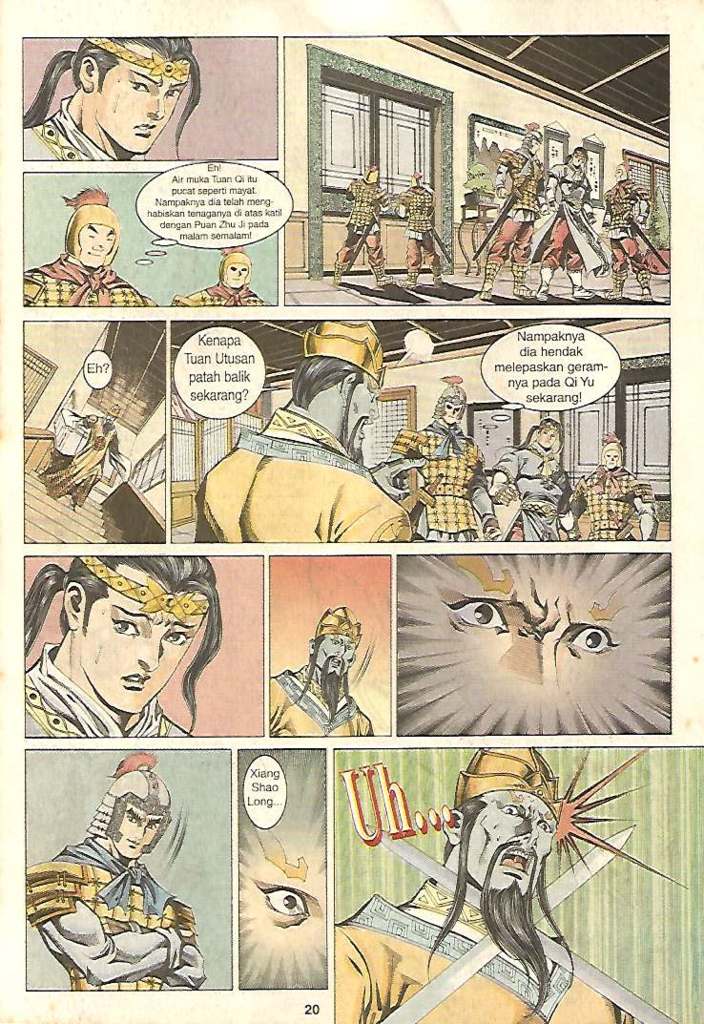 Eh!
Air muka Tuan Qi itu
pucat seperti mayat.
Nampaknya dia telah meng-
habiskan tenaganya di atas katil
dengan Puan Zhu Ji pada
malam semalam!
Eh?
Kenapa
Tuan Utusan
patah balik
sekarang?
Nampaknya
dia hendak
melepaskan geram-
nya pada Qi Yu
sekarang!
Xiang
Shao
Long...
Uh...
20